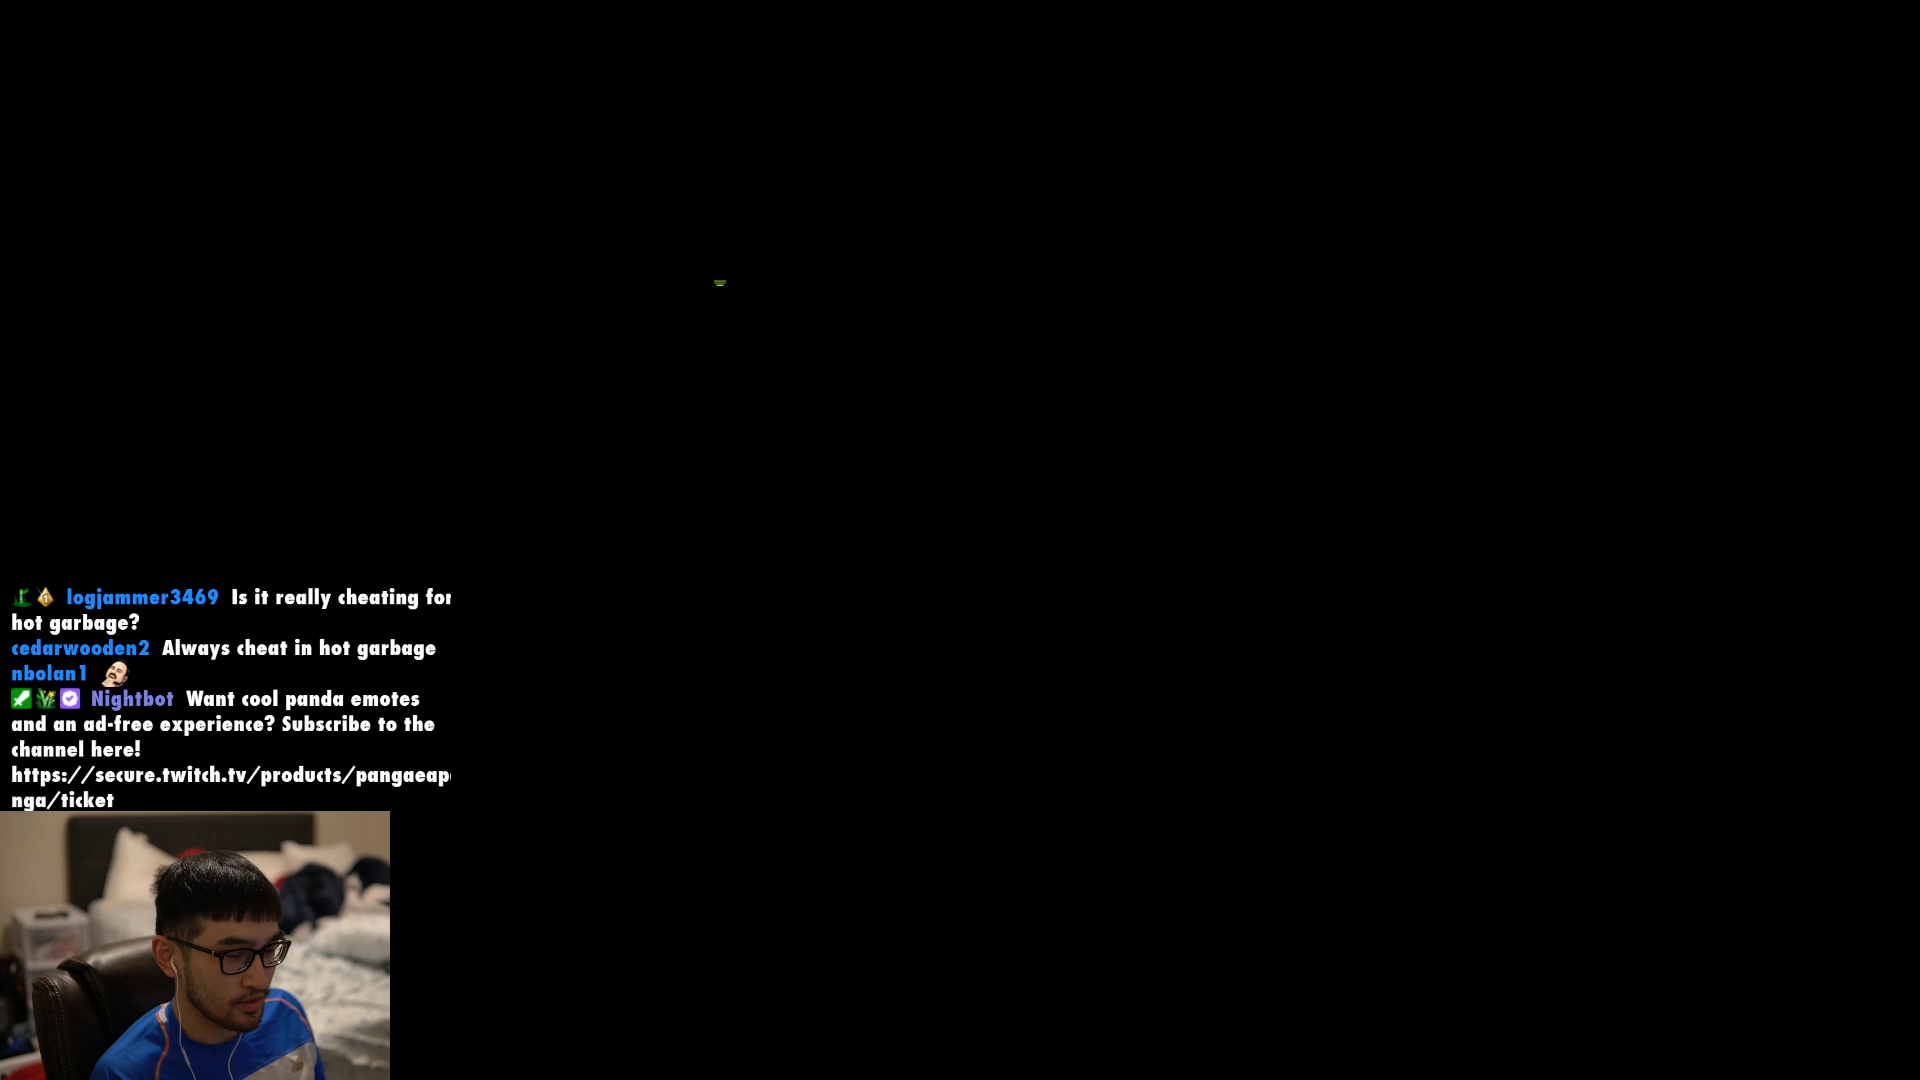 logjammer3469 Is it really cheating for
hot garbage?
cedarwooden2 Always cheat in hot garbage
nbolan1
Nightbot Want cool panda emotes
and an ad-free experience? Subscribe to the
channel here!
https://secure.twitch.tv/products/pangaeap
nga/ticket